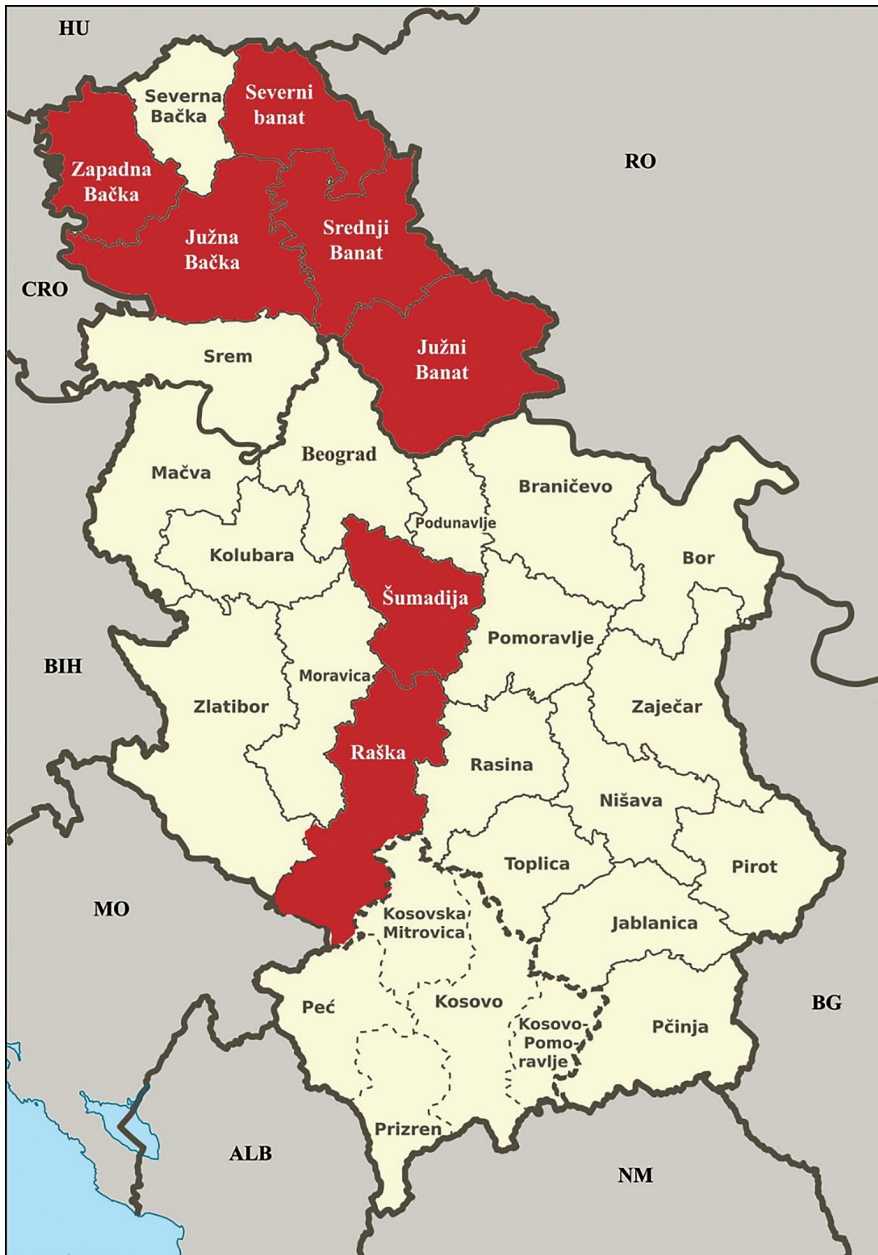 HU
Severna
Bačka
Severni
banat
RO
Zapadna
Bačka
Južna
Bačka
Srednji
Banat
CRO
Srem
Južni
Banat
Mačva
Beograd
Braničevo
Podunavlje
Kolubara
Bor
Šumadija
Pomoravlje
BIH
Moravica
Zlatibor
Zaječar
Raška
Rasina
Nišava
Toplica
Pirot
MO
Kosovska
Mitrovica
Jablanica
Peć
Kosovo
BG
Kosovo-
Pomo-
ravlje
Pčinja
Prizren
ALB
NM